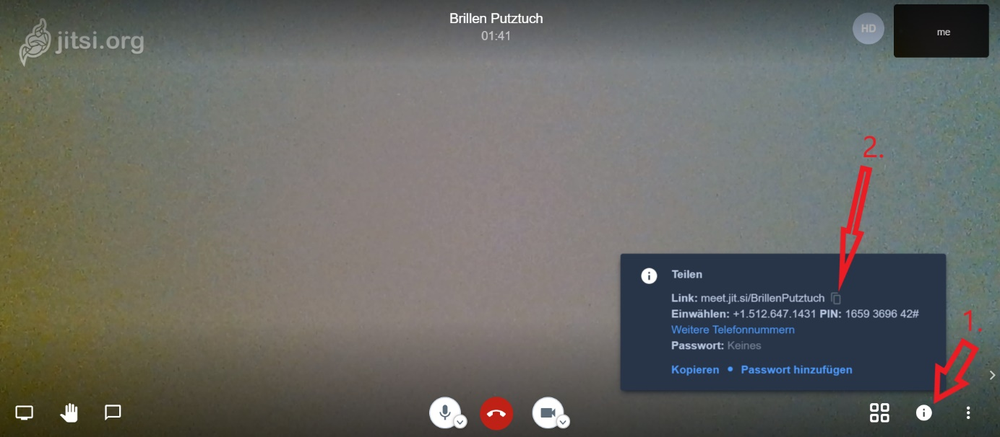 jitsi.org
Brillen Putztuch
01:41
HD
me
2.
Teilen
Link: meet.jit.si/BrillenPutztuch
Einwählen: +1.512.647.1431 PIN: 1659 3696 42#
Weitere Telefonnummern
Passwort: Keines
Kopieren • Passwort hinzufügen
1.